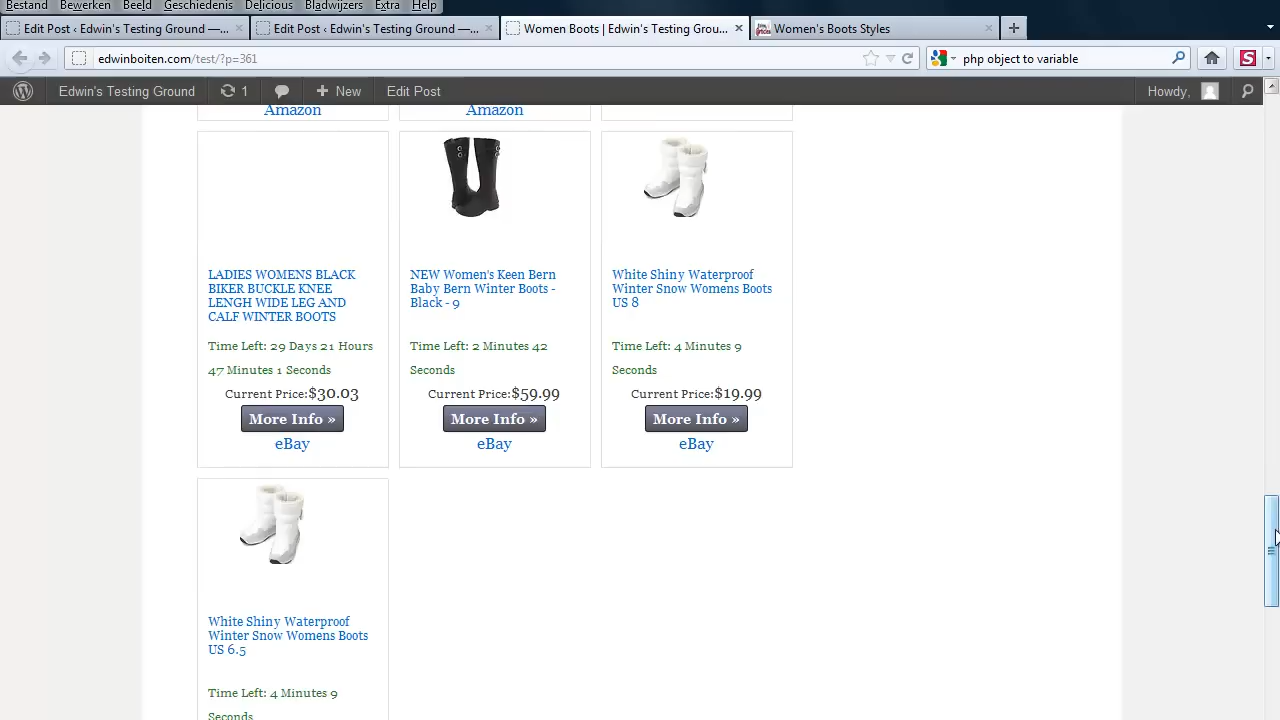 Bestand Bewerken Beeld Geschiedenis Delicious Bladwijzers Extra Help
Edit Post ‹ Edwin's Testing Ground —...
Edit Post ‹ Edwin's Testing Ground —...
Women Boots | Edwin's Testing Grou...
Women's Boots Styles
edwinboiten.com/test/?p=361
php object to variable
Edwin's Testing Ground
1
New
Edit Post
Howdy,
Amazon
Amazon
LADIES WOMENS BLACK
BIKER BUCKLE KNEE
LENGH WIDE LEG AND
CALF WINTER BOOTS
Time Left: 29 Days 21 Hours
47 Minutes 1 Seconds
Current Price:$30.03
More Info »
eBay
NEW Women's Keen Bern
Baby Bern Winter Boots -
Black - 9
Time Left: 2 Minutes 42
Seconds
Current Price:$59.99
More Info »
eBay
White Shiny Waterproof
Winter Snow Womens Boots
US 8
Time Left: 4 Minutes 9
Seconds
Current Price:$19.99
More Info »
eBay
White Shiny Waterproof
Winter Snow Womens Boots
US 6.5
Time Left: 4 Minutes 9
Seconds